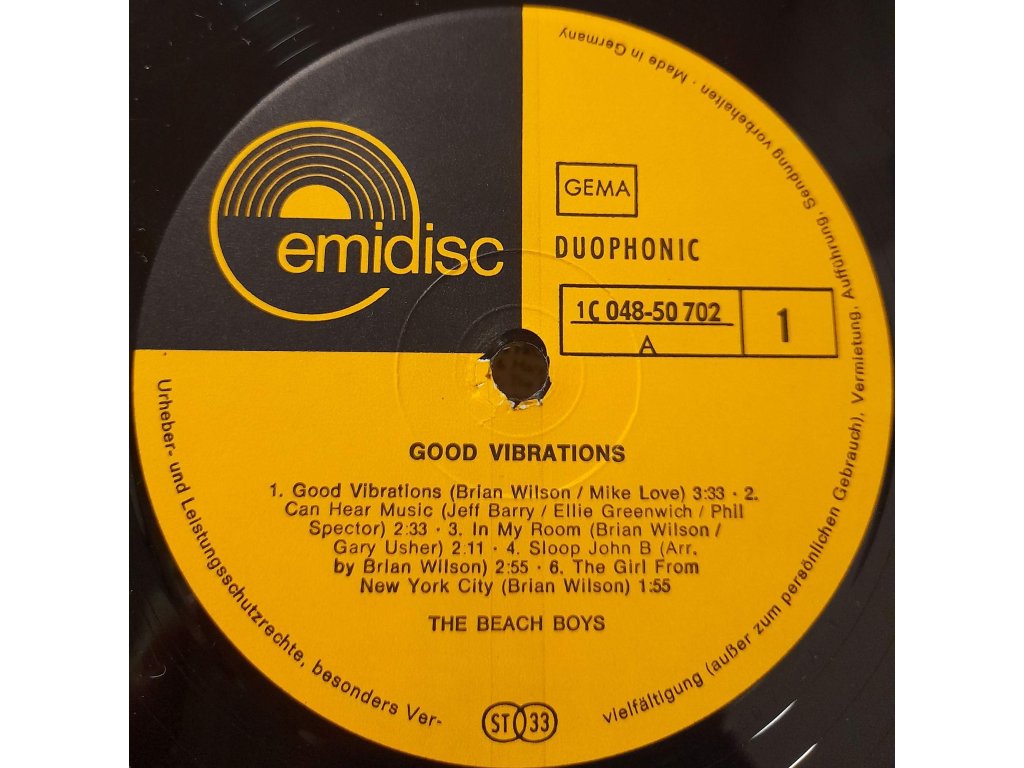 emidisc
GEMA
DUOPHONIC
1C 048-50 702
A
1
GOOD VIBRATIONS
1. Good Vibrations (Brian Wilson / Mike Love) 3:33 · 2.
Can Hear Music (Jeff Barry / Ellie Greenwich / Phil
Spector) 2:33 · 3. In My Room (Brian Wilson /
Gary Usher) 2:11 · 4. Sloop John B (Arr.
by Brian Wilson) 2:55 · 6. The Girl From
New York City (Brian Wilson) 1:55
THE BEACH BOYS
ST 33
Urheber- und Leistungsschutzrechte, besonders Ver-
vielfältigung (außer zum persönlichen Gebrauch), Vermietung, Aufführung, Sendung vorbehalten · Made in Germany